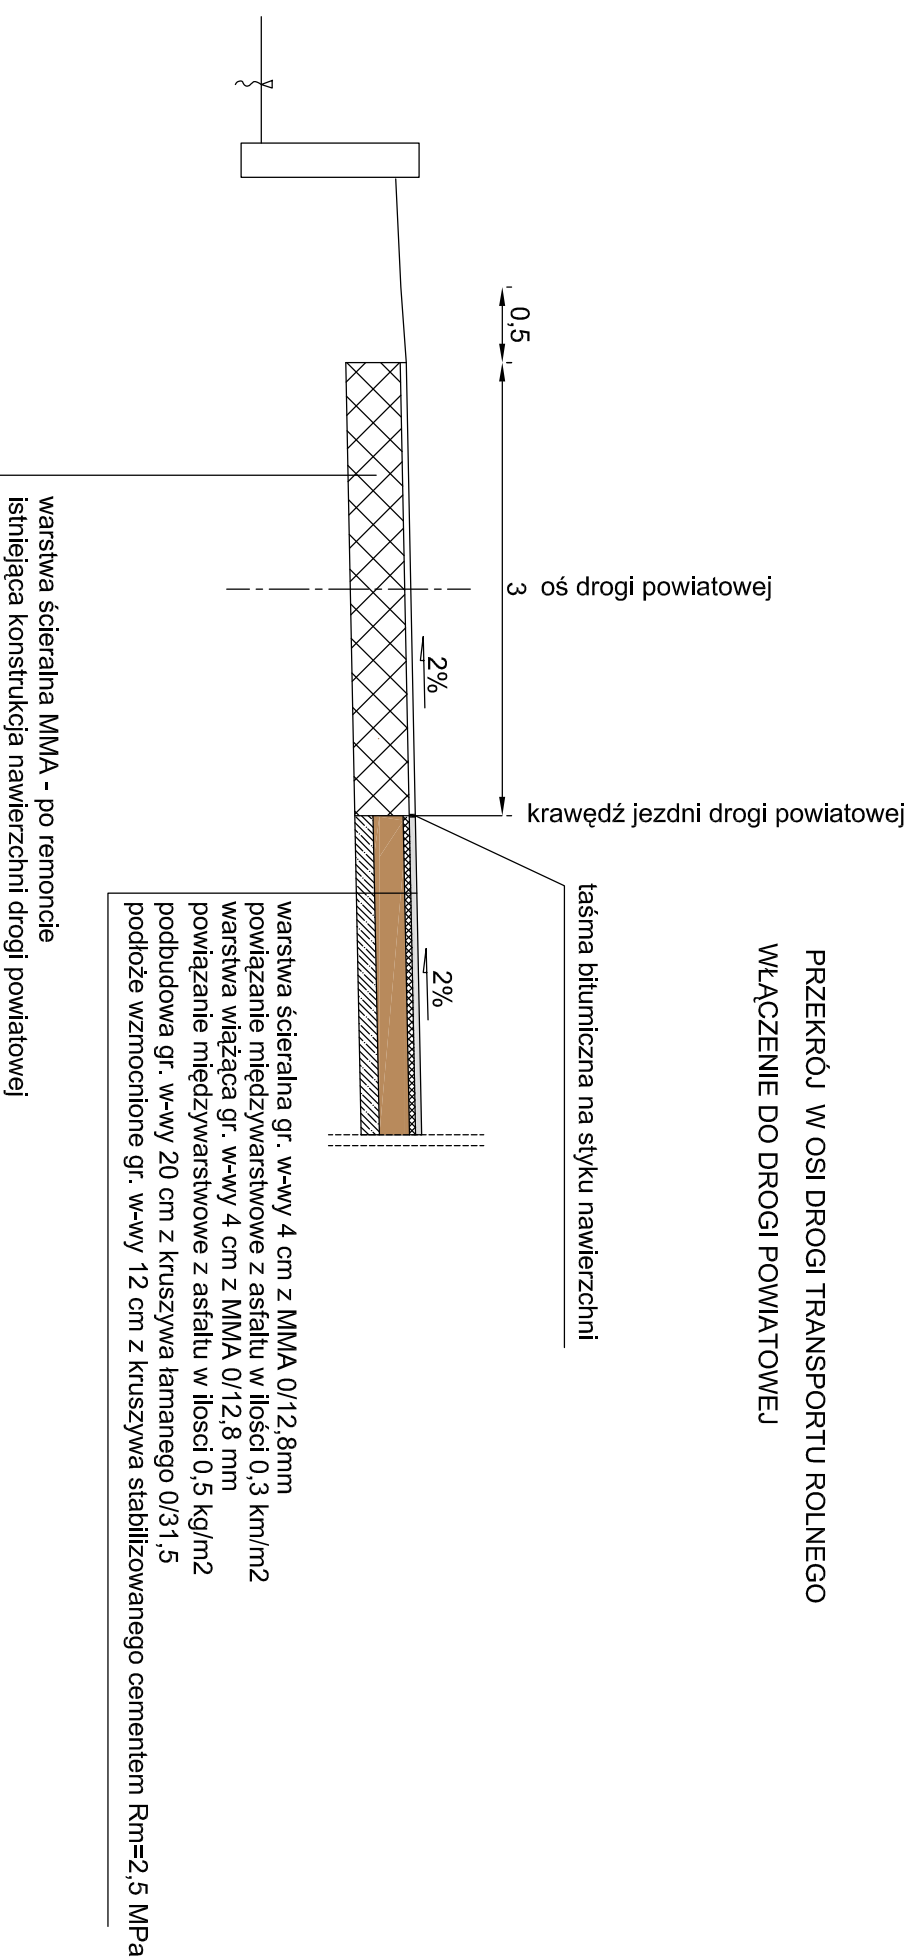 PRZEKRÓJ W OSI DROGI TRANSPORTU ROLNEGO
WŁĄCZENIE DO DROGI POWIATOWEJ
taśma bitumiczna na styku nawierzchni
krawędź jezdni drogi powiatowej
oś drogi powiatowej
0,5
3
2%
2%
warstwa ścieralna gr. w-wy 4 cm z MMA 0/12,8mm
powiązanie międzywarstwowe z asfaltu w ilości 0,3 km/m2
warstwa wiążąca gr. w-wy 4 cm z MMA 0/12,8 mm
powiązanie międzywarstwowe z asfaltu w ilosci 0,5 kg/m2
podbudowa gr. w-wy 20 cm z kruszywa łamanego 0/31,5
podłoże wzmocnione gr. w-wy 12 cm z kruszywa stabilizowanego cementem Rm=2,5 MPa
warstwa ścieralna MMA - po remoncie
istniejąca konstrukcja nawierzchni drogi powiatowej